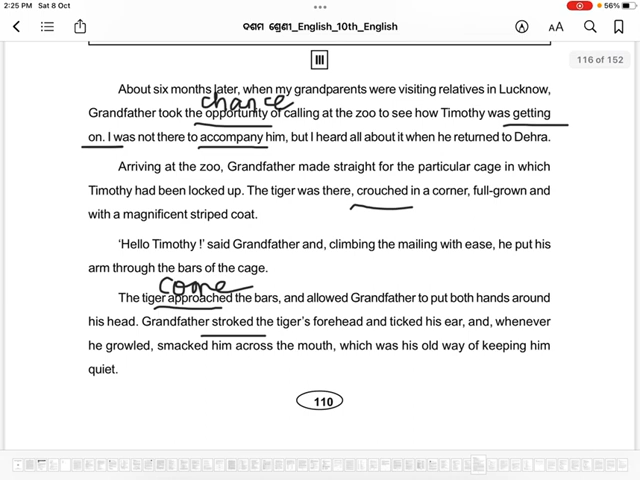 2:25 PM Sat 8 Oct 56%
ଦଶମ ଶ୍ରେଣୀ_English_10th_English
AA
III
116 of 152
About six months later, when my grandparents were visiting relatives in Lucknow,
chance
Grandfather took the opportunity of calling at the zoo to see how Timothy was getting
on. I was not there to accompany him, but I heard all about it when he returned to Dehra.
Arriving at the zoo, Grandfather made straight for the particular cage in which
Timothy had been locked up. The tiger was there, crouched in a corner, full-grown and
with a magnificent striped coat.
‘Hello Timothy !’ said Grandfather and, climbing the mailing with ease, he put his
arm through the bars of the cage.
come
The tiger approached the bars, and allowed Grandfather to put both hands around
his head. Grandfather stroked the tiger’s forehead and ticked his ear, and, whenever
he growled, smacked him across the mouth, which was his old way of keeping him
quiet.
110